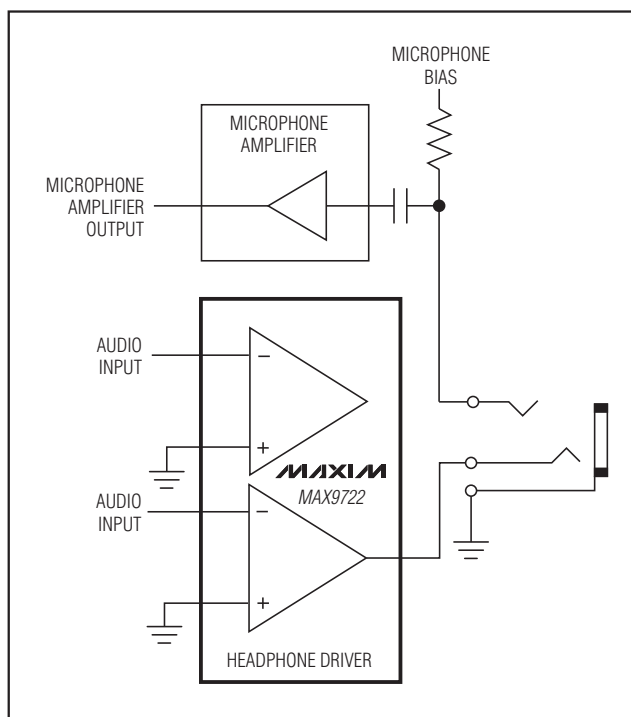 MICROPHONE
BIAS
MICROPHONE
AMPLIFIER
MICROPHONE
AMPLIFIER
OUTPUT
AUDIO
INPUT
−
+
MAXIM
MAX9722
AUDIO
INPUT
−
+
HEADPHONE DRIVER